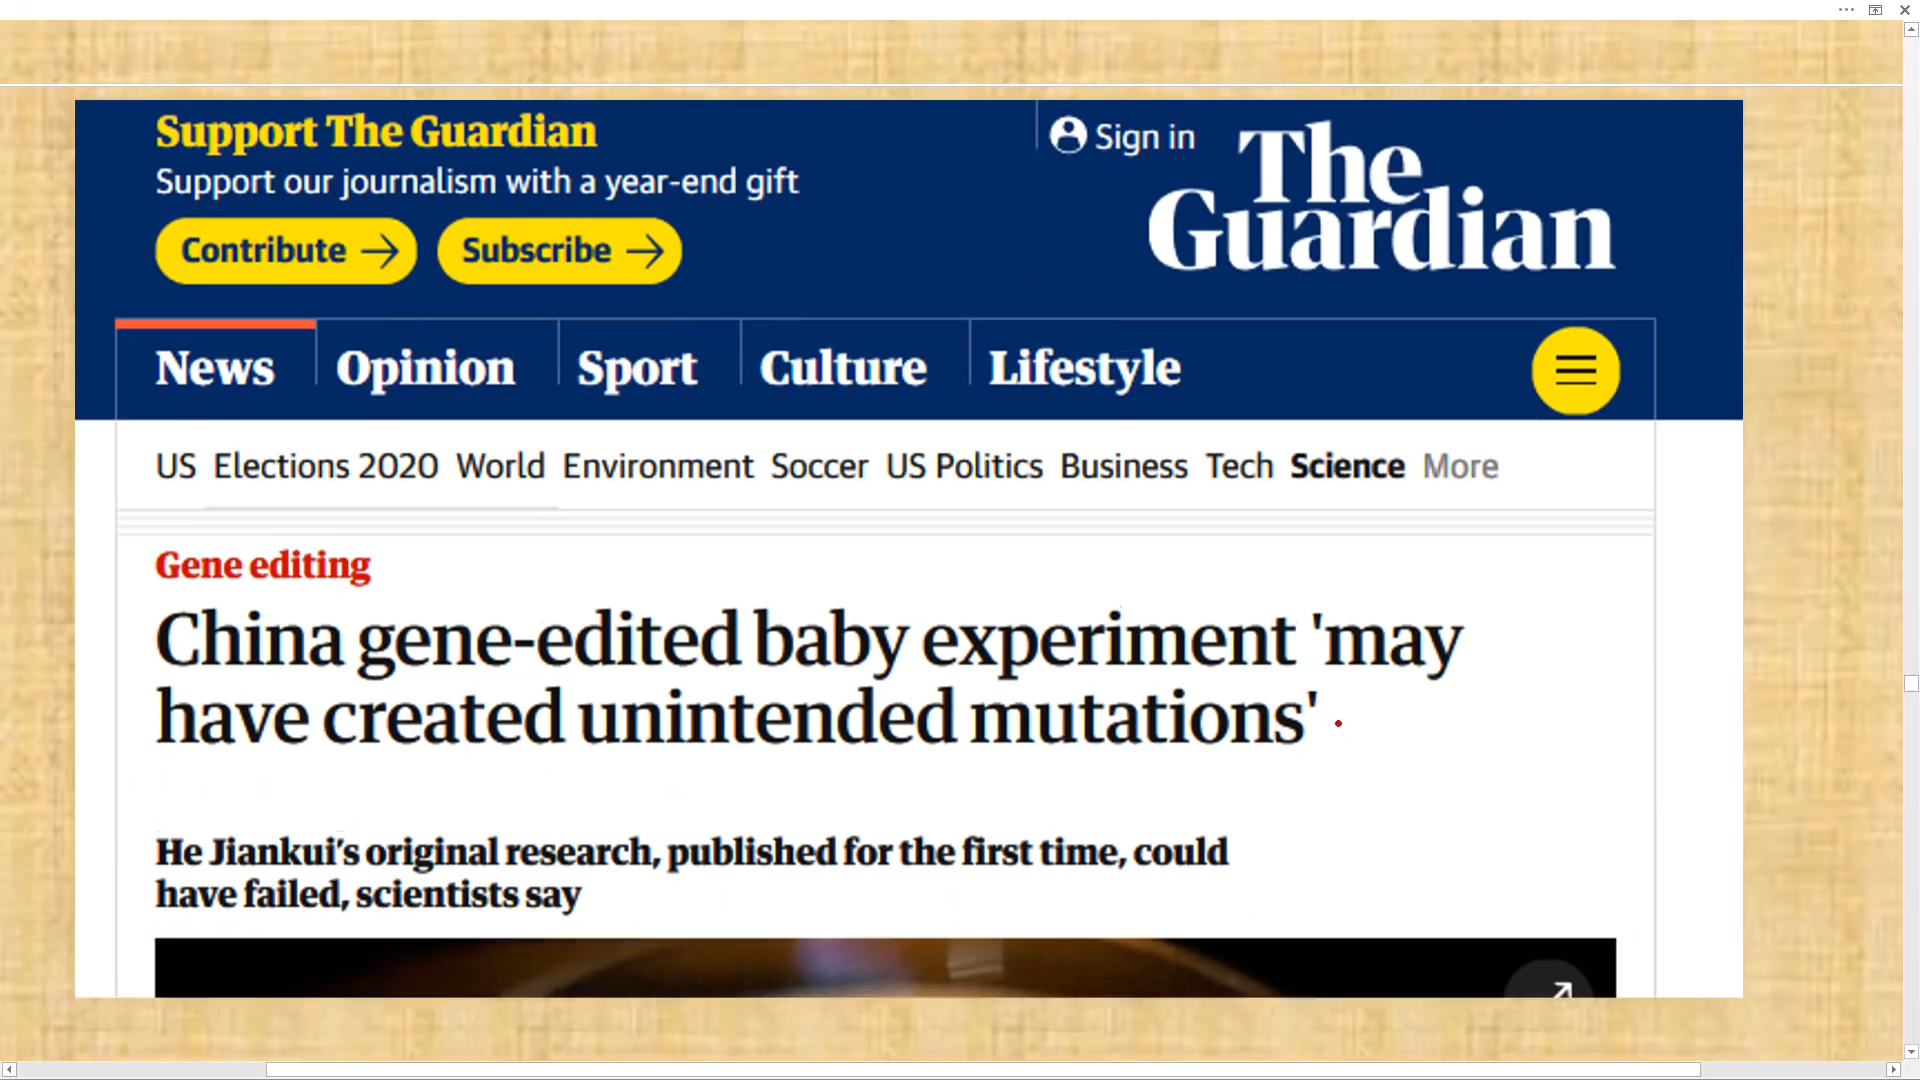 Support The Guardian
Support our journalism with a year-end gift
Contribute
Subscribe
Sign in
The
Guardian
News Opinion Sport Culture Lifestyle
US Elections 2020 World Environment Soccer US Politics Business Tech Science More
Gene editing
China gene-edited baby experiment 'may
have created unintended mutations'
He Jiankui’s original research, published for the first time, could
have failed, scientists say